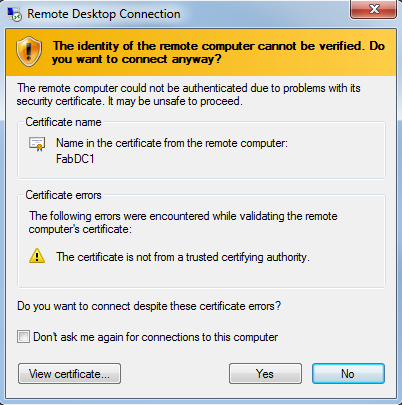 Remote Desktop Connection
The identity of the remote computer cannot be verified. Do
you want to connect anyway?
The remote computer could not be authenticated due to problems with its
security certificate. It may be unsafe to proceed.
Certificate name
Name in the certificate from the remote computer:
FabDC1
Certificate errors
The following errors were encountered while validating the remote
computer's certificate:
The certificate is not from a trusted certifying authority.
Do you want to connect despite these certificate errors?
Don't ask me again for connections to this computer
View certificate... Yes No